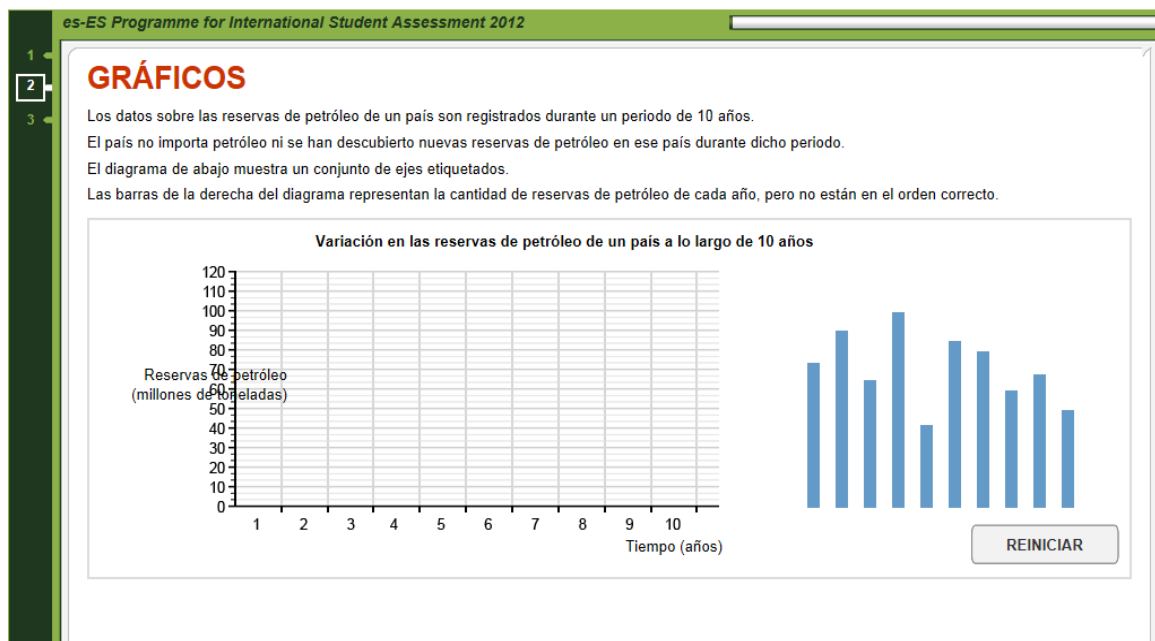 es-ES Programme for International Student Assessment 2012
1
2
3
GRÁFICOS
Los datos sobre las reservas de petróleo de un país son registrados durante un periodo de 10 años.
El país no importa petróleo ni se han descubierto nuevas reservas de petróleo en ese país durante dicho periodo.
El diagrama de abajo muestra un conjunto de ejes etiquetados.
Las barras de la derecha del diagrama representan la cantidad de reservas de petróleo de cada año, pero no están en el orden correcto.
Variación en las reservas de petróleo de un país a lo largo de 10 años
120
110
100
90
80
70
60
50
40
30
20
10
0
Reservas de petróleo
(millones de toneladas)
1 2 3 4 5 6 7 8 9 10
Tiempo (años)
REINICIAR